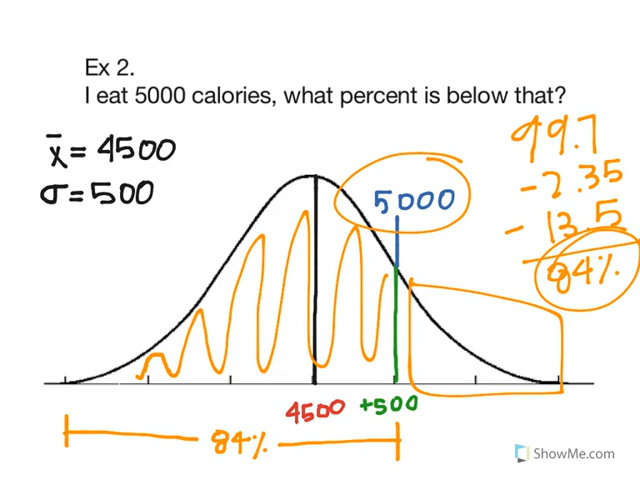 Ex 2.
I eat 5000 calories, what percent is below that?
x̄ = 4500
σ = 500
99.7
- 2.35
- 13.5
84%
5000
4500 +500
84%
ShowMe.com